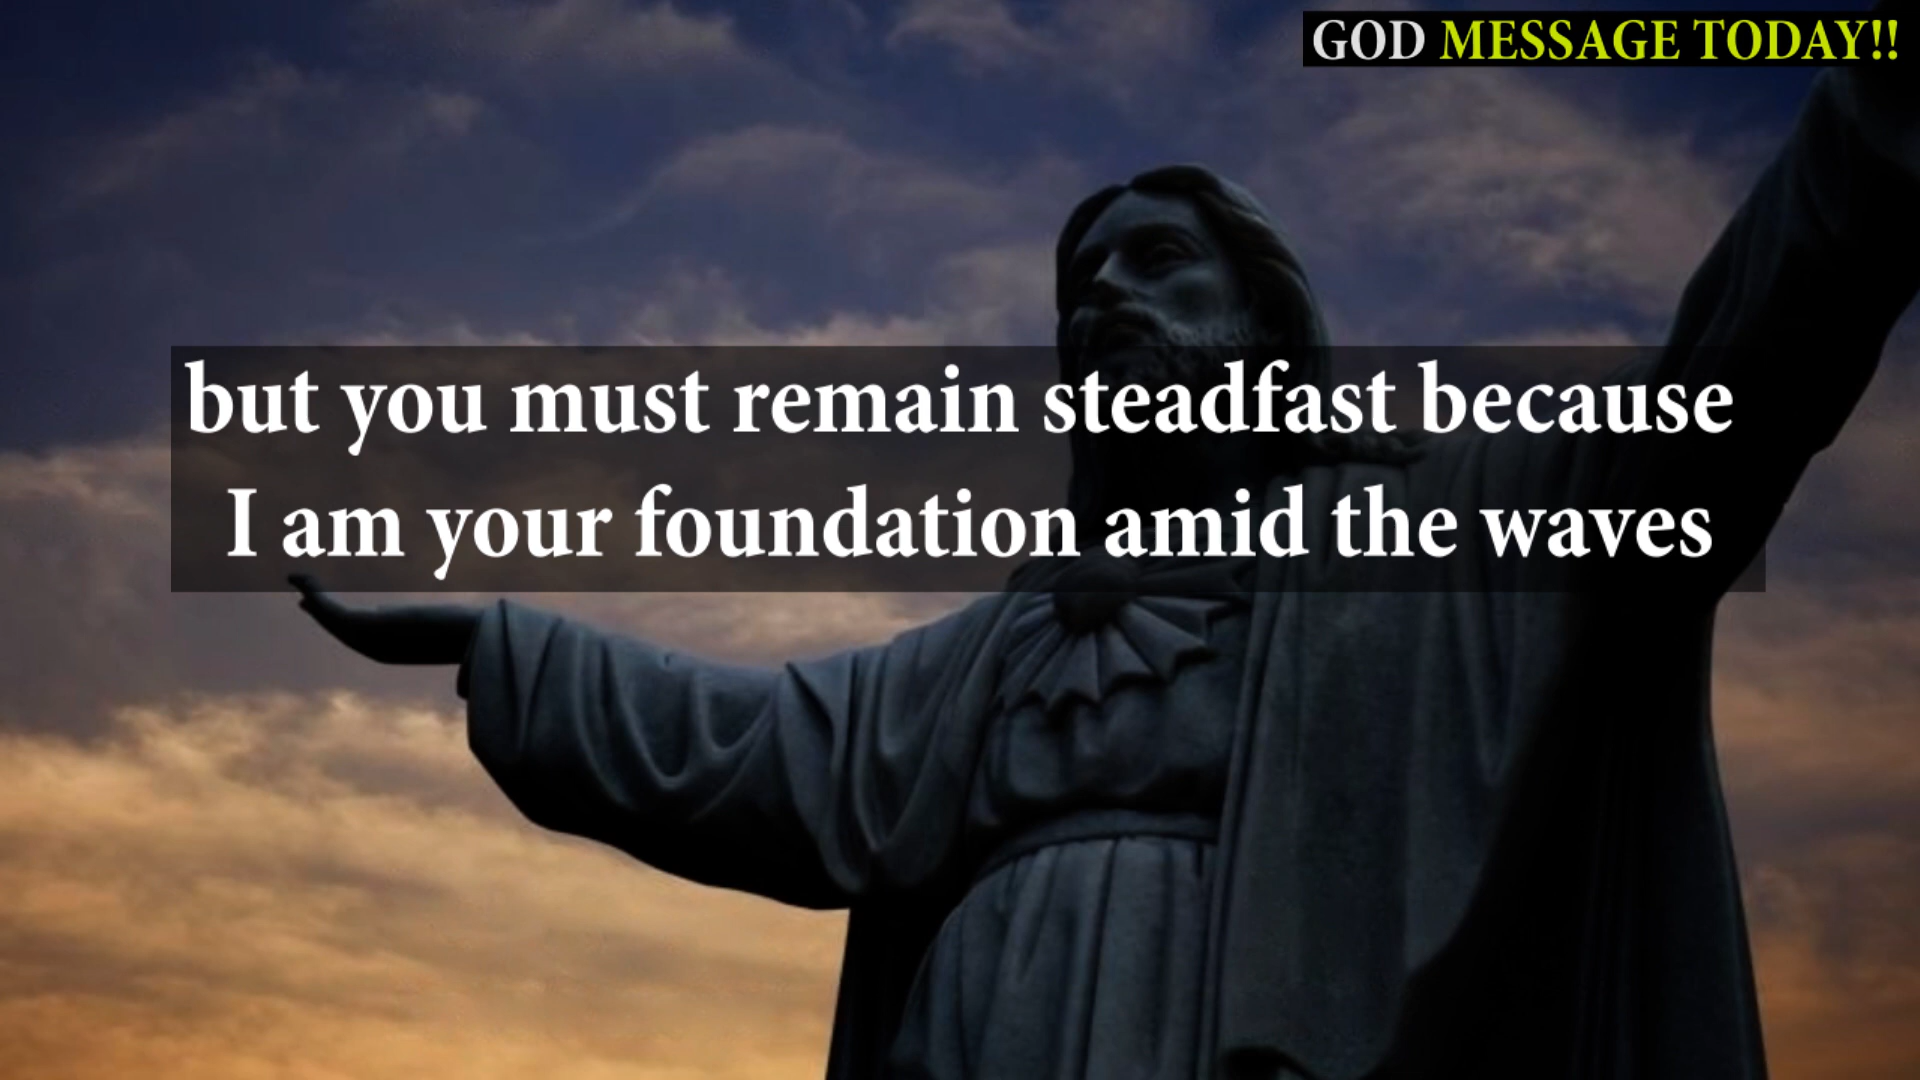 GOD MESSAGE TODAY!!
but you must remain steadfast because
I am your foundation amid the waves